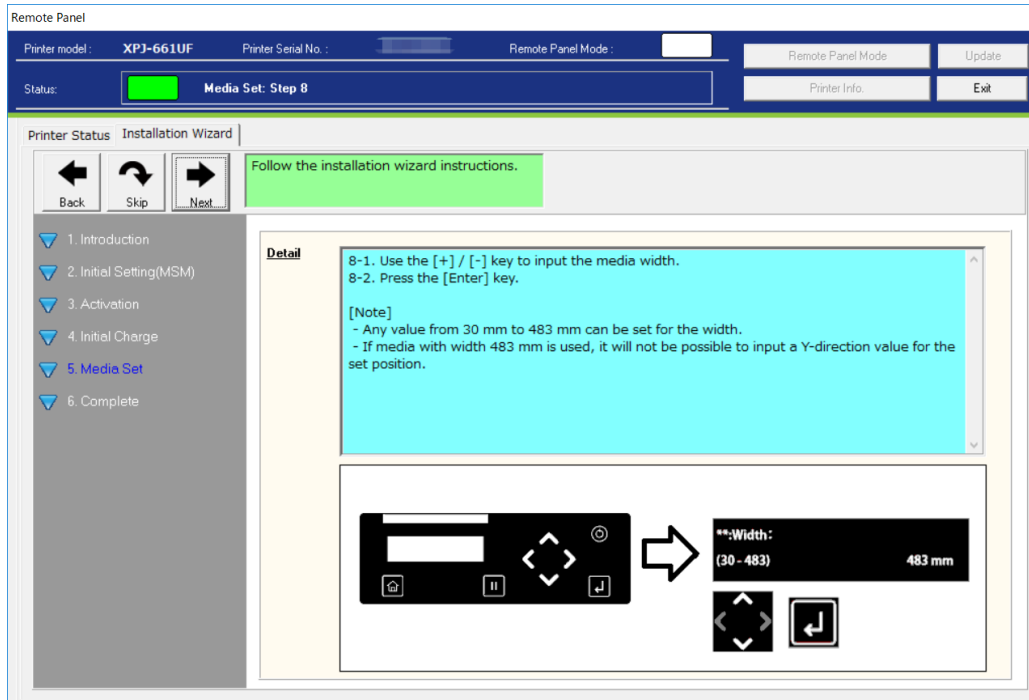 Remote Panel
Printer model : XPJ-661UF Printer Serial No. : Remote Panel Mode : Remote Panel Mode Update
Status: Media Set: Step 8 Printer Info. Exit
Printer Status Installation Wizard
Back Skip Next
Follow the installation wizard instructions.
1. Introduction
2. Initial Setting(MSM)
3. Activation
4. Initial Charge
5. Media Set
6. Complete
Detail
8-1. Use the [+] / [-] key to input the media width.
8-2. Press the [Enter] key.
[Note]
- Any value from 30 mm to 483 mm can be set for the width.
- If media with width 483 mm is used, it will not be possible to input a Y-direction value for the
set position.
**:Width:
(30 - 483) 483 mm